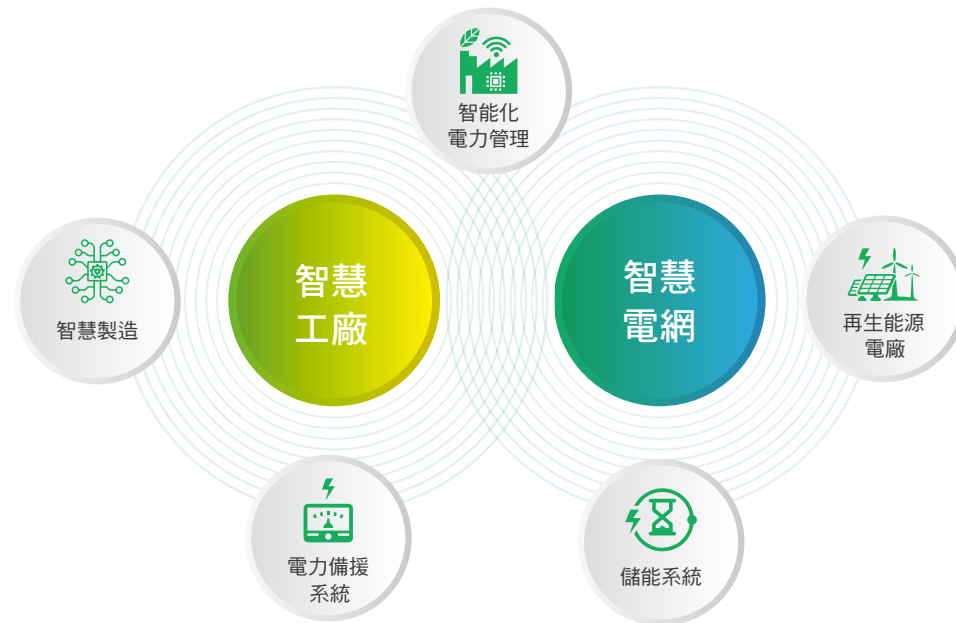 智能化
電力管理
智慧
工廠
智慧
電網
智慧製造
再生能源
電廠
電力備援
系統
儲能系統